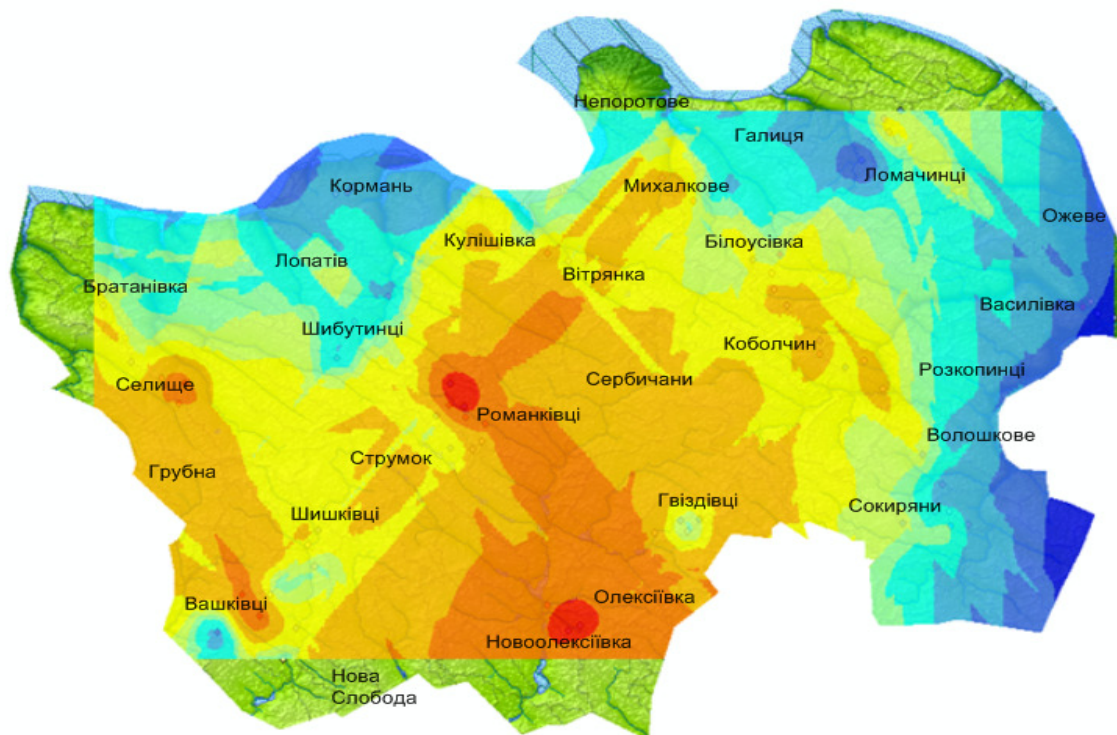 Непоротове
Галиця
Ломачинці
Кормань
Михалкове
Ожеве
Кулішівка
Білоусівка
Лопатів
Вітрянка
Братанівка
Василівка
Шибутинці
Коболчин
Розкопинці
Сербичани
Селище
Романківці
Волошкове
Струмок
Грубна
Гвіздівці
Сокиряни
Шишківці
Олексіївка
Вашківці
Новоолексіївка
Нова
Слобода